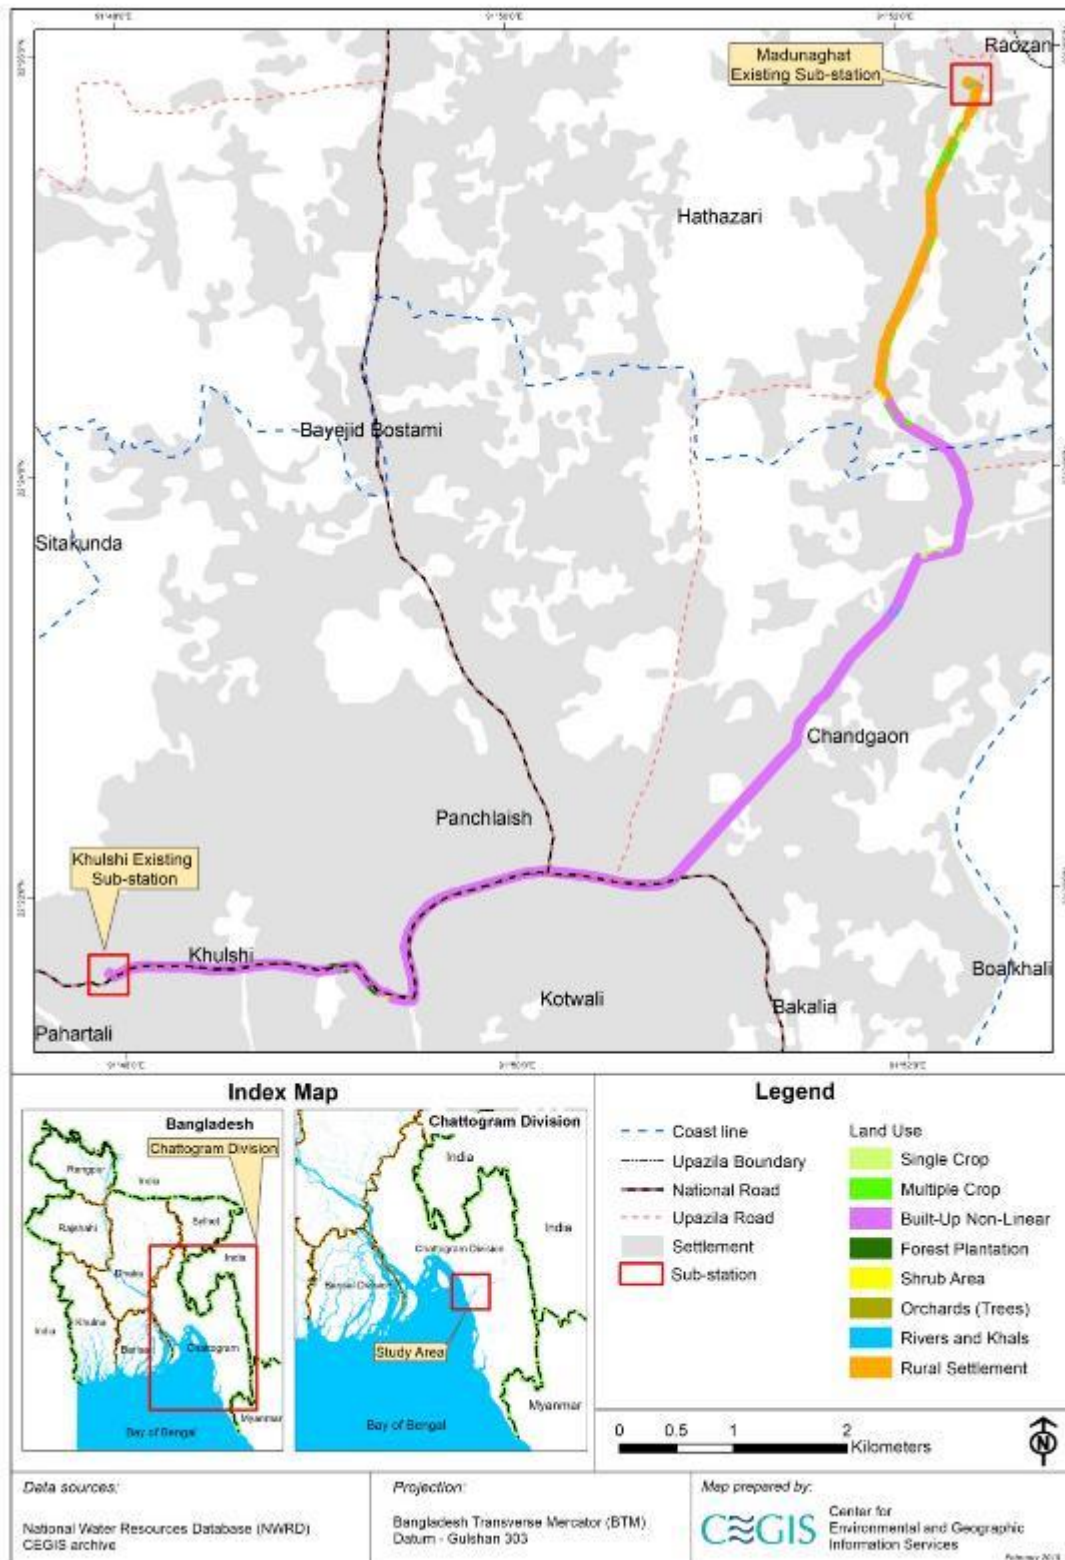 Raozan
Madunaghat
Existing Sub-station
Hathazari
Bayejid Bostami
Sitakunda
Chandgaon
Panchlaish
Khulshi Existing
Sub-station
Khulshi
Boalkhali
Kotwali
Bakalia
Pahartali
Index Map
Bangladesh
Chattogram Division
Rangpur
India
Rajshahi
Sylhet
India
Dhaka
India
Khulna
Barisal
Chattogram
Myanmar
Bay of Bengal
Chattogram Division
India
India
Chattogram Division
Barisal Division
Study Area
Myanmar
Bay of Bengal
Legend
Coast line
Upazila Boundary
National Road
Upazila Road
Settlement
Sub-station
Land Use
Single Crop
Multiple Crop
Built-Up Non-Linear
Forest Plantation
Shrub Area
Orchards (Trees)
Rivers and Khals
Rural Settlement
0 0.5 1 2
Kilometers
N
Data sources:
National Water Resources Database (NWRD)
CEGIS archive
Projection:
Bangladesh Transverse Mercator (BTM)
Datum - Gulshan 303
Map prepared by:
CEGIS
Center for
Environmental and Geographic
Information Services